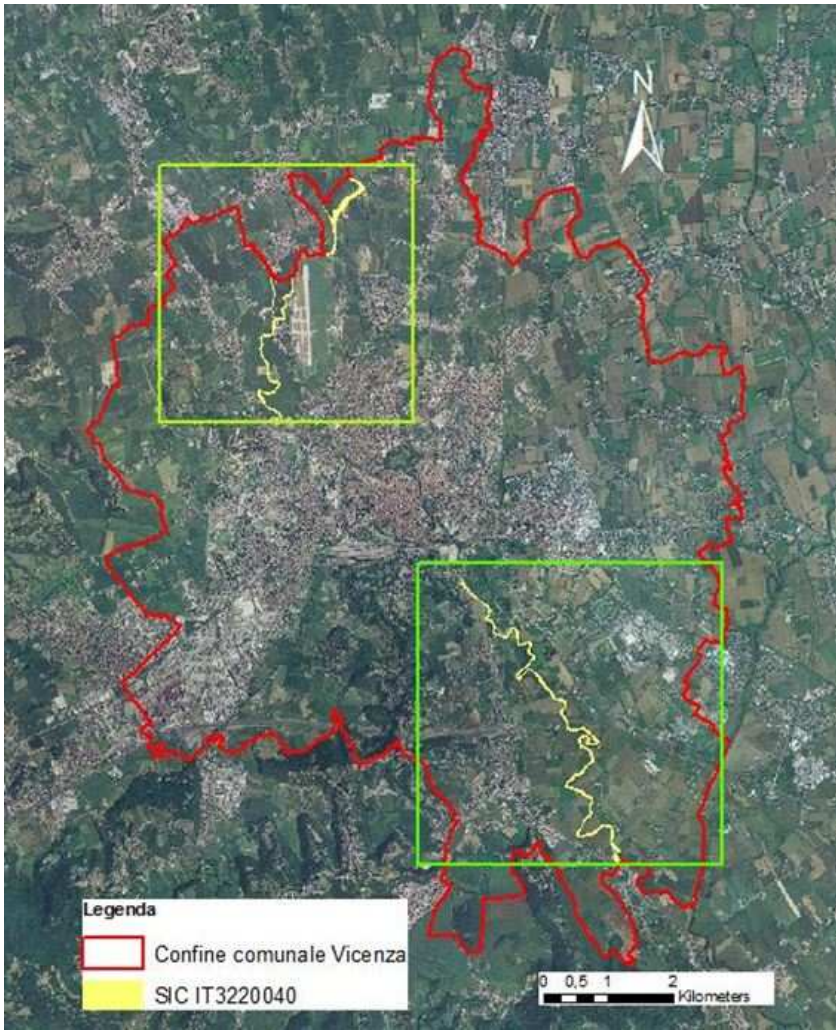 N
Legenda
Confine comunale Vicenza
SIC IT3220040
0 0,5 1 2
Kilometers